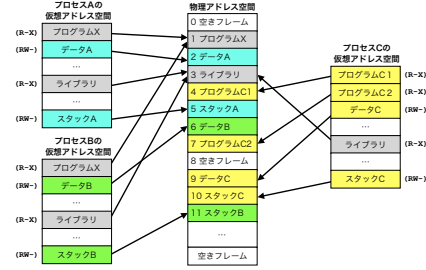 プロセスAの
仮想アドレス空間
(R-X) プログラムX
(RW-) データA
...
(R-X) ライブラリ
...
(RW-) スタックA
プロセスBの
仮想アドレス空間
(R-X) プログラムX
(RW-) データB
...
(R-X) ライブラリ
...
(RW-) スタックB
物理アドレス空間
0 空きフレーム
1 プログラムX
2 データA
3 ライブラリ
4 プログラムC1
5 スタックA
6 データB
7 プログラムC2
8 空きフレーム
9 データC
10 スタックC
11 スタックB
...
空きフレーム
プロセスCの
仮想アドレス空間
プログラムC1 (R-X)
プログラムC2 (R-X)
データC (RW-)
...
ライブラリ (R-X)
...
スタックC (RW-)